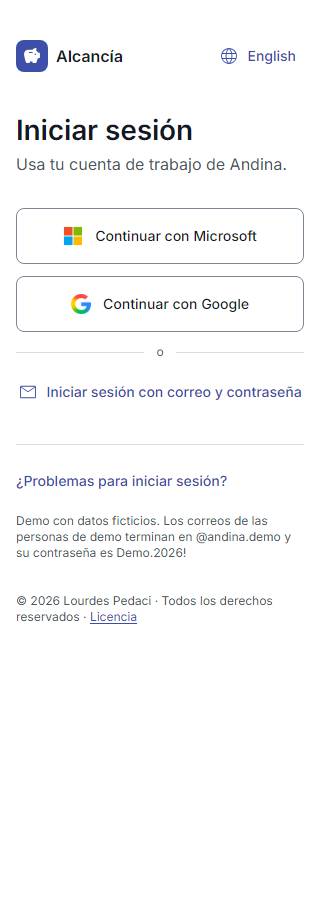 Alcancía
English
Iniciar sesión
Usa tu cuenta de trabajo de Andina.
Continuar con Microsoft
Continuar con Google
o
Iniciar sesión con correo y contraseña
¿Problemas para iniciar sesión?
Demo con datos ficticios. Los correos de las
personas de demo terminan en @andina.demo y
su contraseña es Demo.2026!
© 2026 Lourdes Pedaci · Todos los derechos
reservados · Licencia